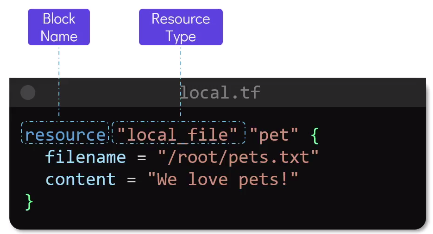 Block
Name
Resource
Type
local.tf
resource "local_file" "pet" {
filename = "/root/pets.txt"
content = "We love pets!"
}